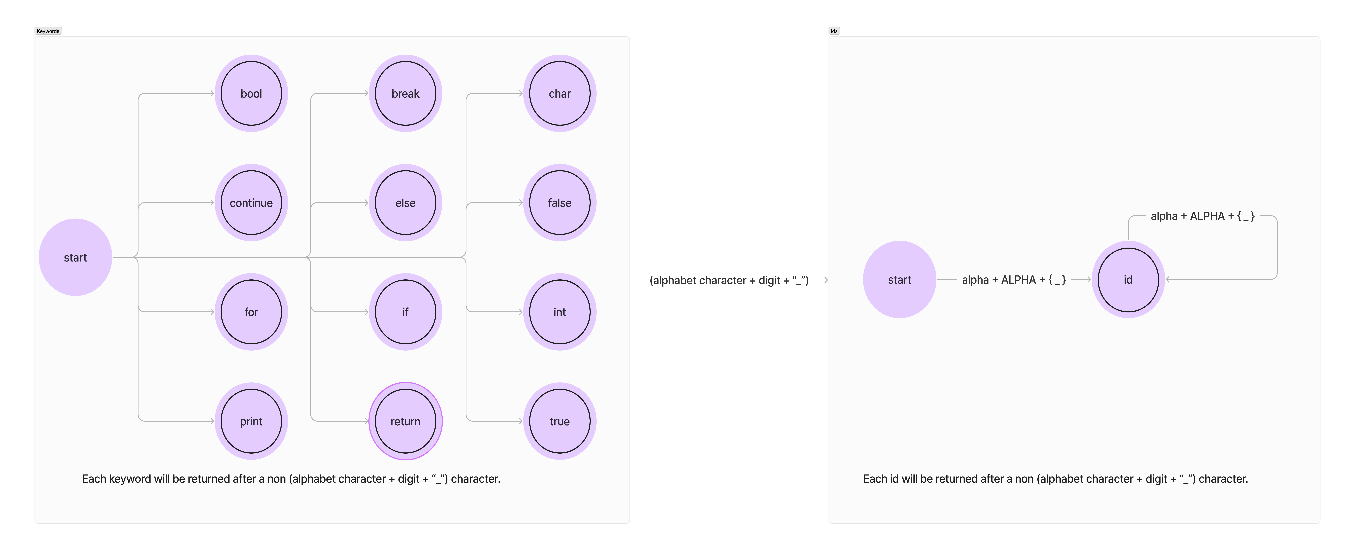 Keywords
Ids
bool
break
char
continue
else
false
start
for
if
int
print
return
true
Each keyword will be returned after a non (alphabet character + digit + “_”) character.
(alphabet character + digit + “_”)
alpha + ALPHA + { _ }
start
alpha + ALPHA + { _ }
id
Each id will be returned after a non (alphabet character + digit + “_”) character.